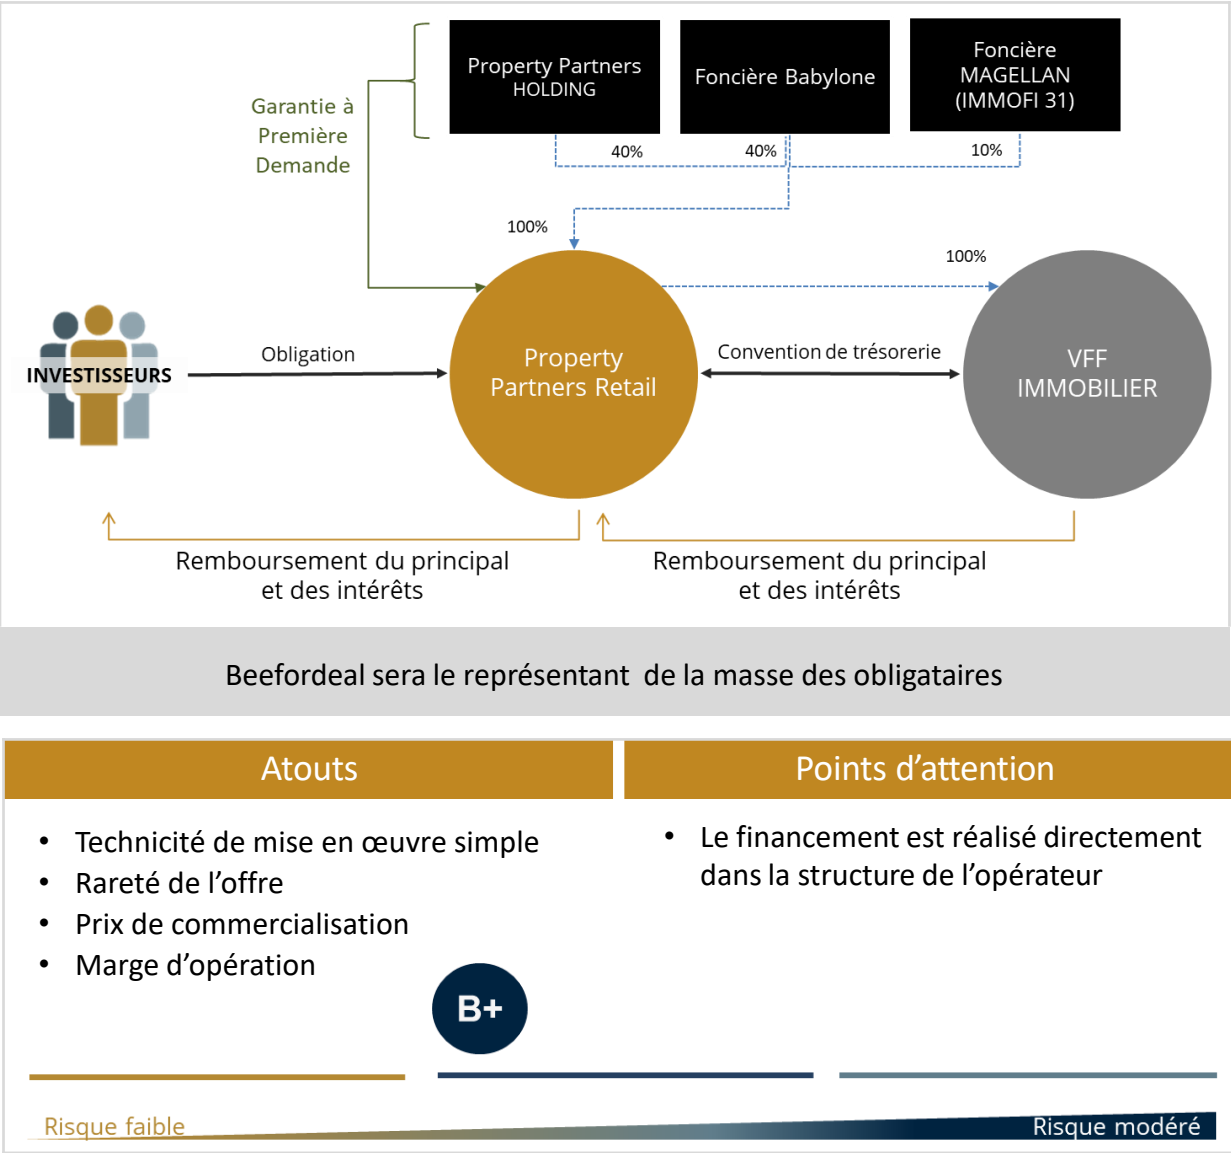 Property Partners
HOLDING
Foncière Babylone
Foncière
MAGELLAN
(IMMOFI 31)
Garantie à
Première
Demande
40%
40%
10%
100%
100%
INVESTISSEURS
Obligation
Property
Partners Retail
Convention de trésorerie
VFF
IMMOBILIER
Remboursement du principal
et des intérêts
Remboursement du principal
et des intérêts
Beefordeal sera le représentant de la masse des obligataires
Atouts
• Technicité de mise en œuvre simple
• Rareté de l’offre
• Prix de commercialisation
• Marge d’opération
Points d’attention
• Le financement est réalisé directement
dans la structure de l’opérateur
B+
Risque faible
Risque modéré